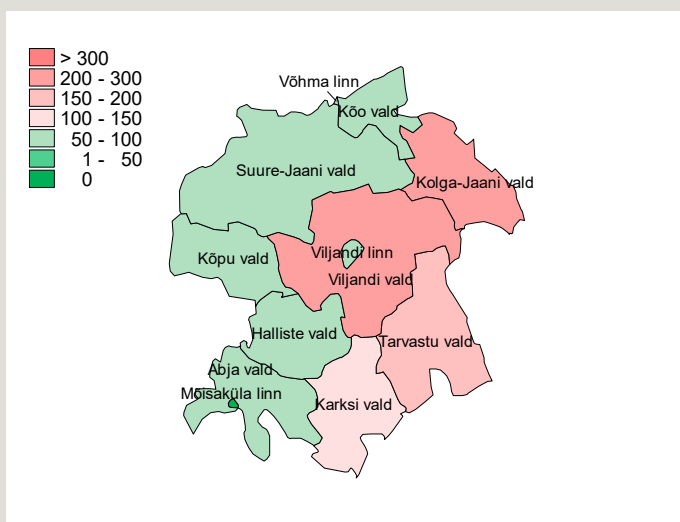 > 300
200 - 300
150 - 200
100 - 150
50 - 100
1 - 50
0
Võhma linn
Kõo vald
Suure-Jaani vald
Kolga-Jaani vald
Viljandi linn
Kõpu vald
Viljandi vald
Halliste vald
Tarvastu vald
Abja vald
Mõisaküla linn
Karksi vald